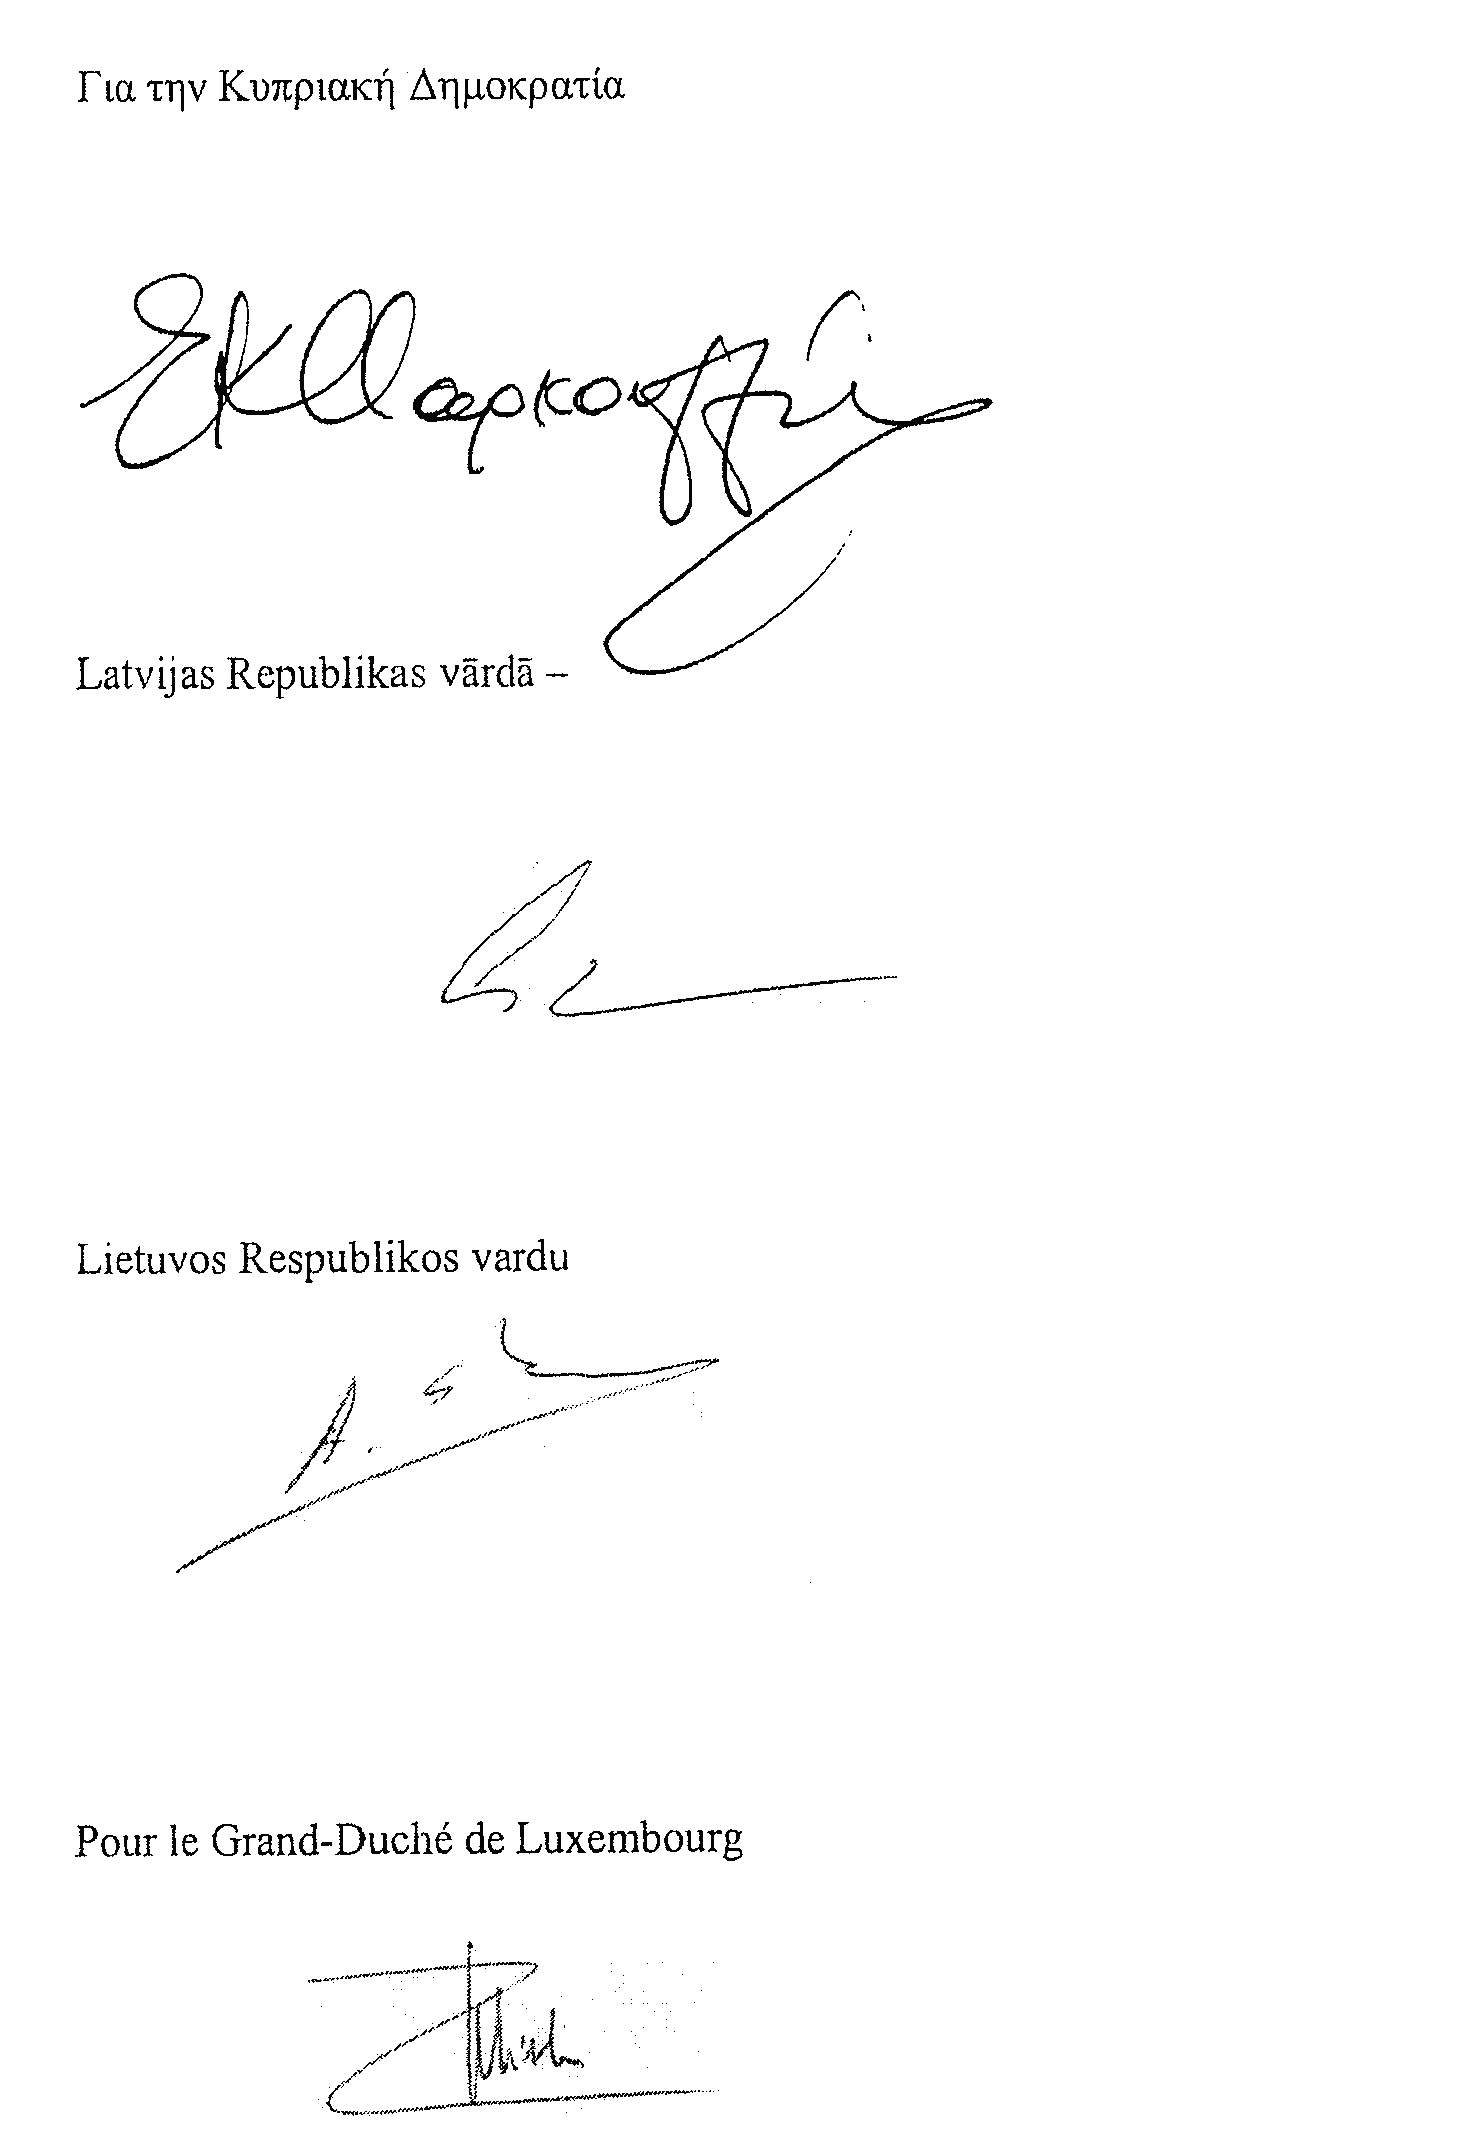 Για την Κυπριακή Δημοκρατία
Latvijas Republikas vārdā –
Lietuvos Respublikos vardu
Pour le Grand-Duché de Luxembourg